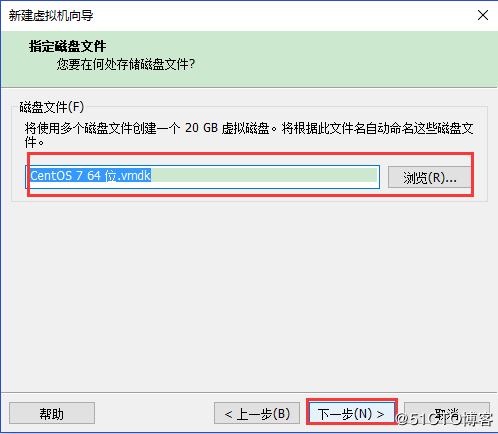 新建虚拟机向导
指定磁盘文件
您要在何处存储磁盘文件?
磁盘文件(F)
将使用多个磁盘文件创建一个 20 GB 虚拟磁盘。将根据此文件名自动命名这些磁盘文
件。
CentOS 7 64 位.vmdk
浏览(R)...
帮助
< 上一步(B)
下一步(N) >
取消
@51CTO博客